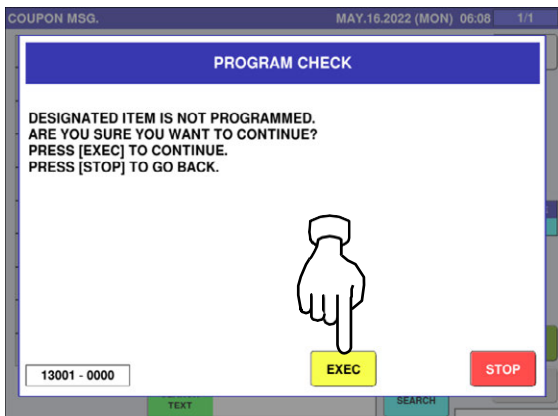 COUPON MSG. MAY.16.2022 (MON) 06:08 1/1
PROGRAM CHECK
DESIGNATED ITEM IS NOT PROGRAMMED.
ARE YOU SURE YOU WANT TO CONTINUE?
PRESS [EXEC] TO CONTINUE.
PRESS [STOP] TO GO BACK.
13001 - 0000 EXEC STOP
TEXT SEARCH